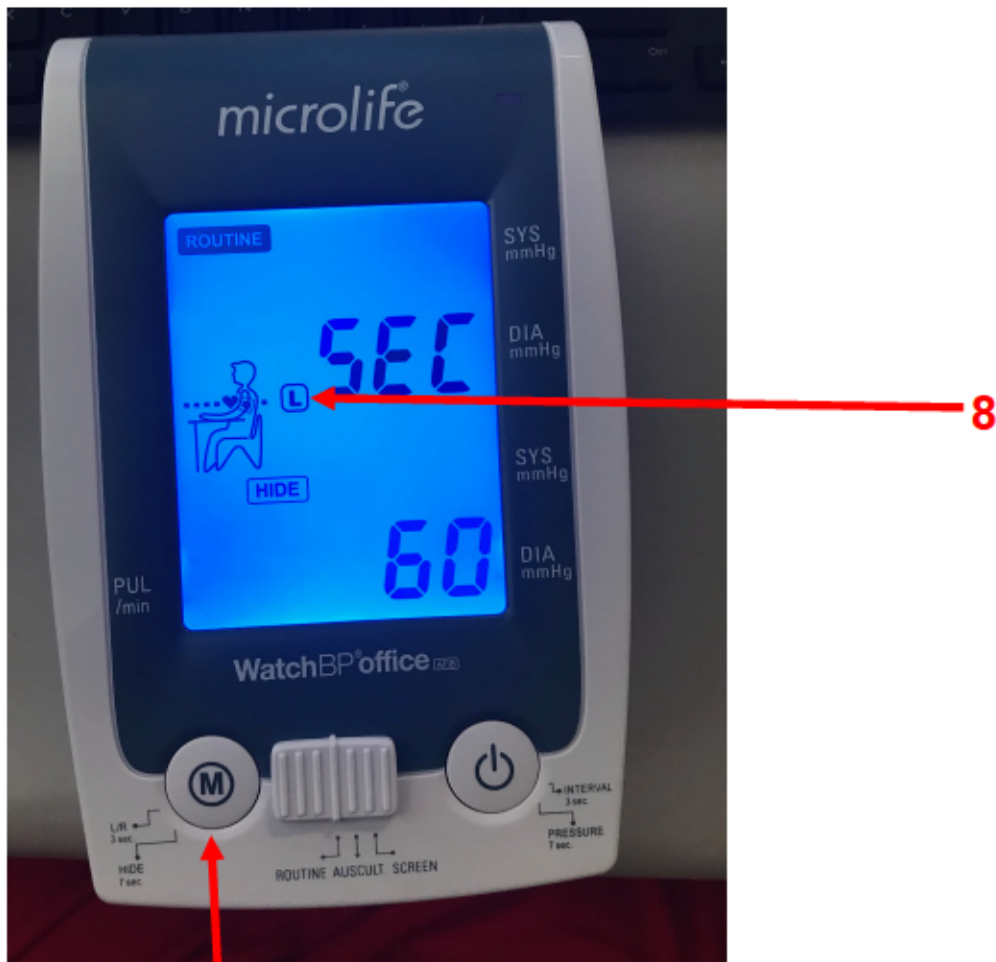 microlife®
ROUTINE
SYS
mmHg
SEC
DIA
mmHg
L
8
SYS
mmHg
HIDE
60
DIA
mmHg
PUL
/min
WatchBP®office AFIB
M
L/R
3 sec.
HIDE
7 sec.
INTERVAL
3 sec.
PRESSURE
7 sec.
ROUTINE AUSCULT. SCREEN